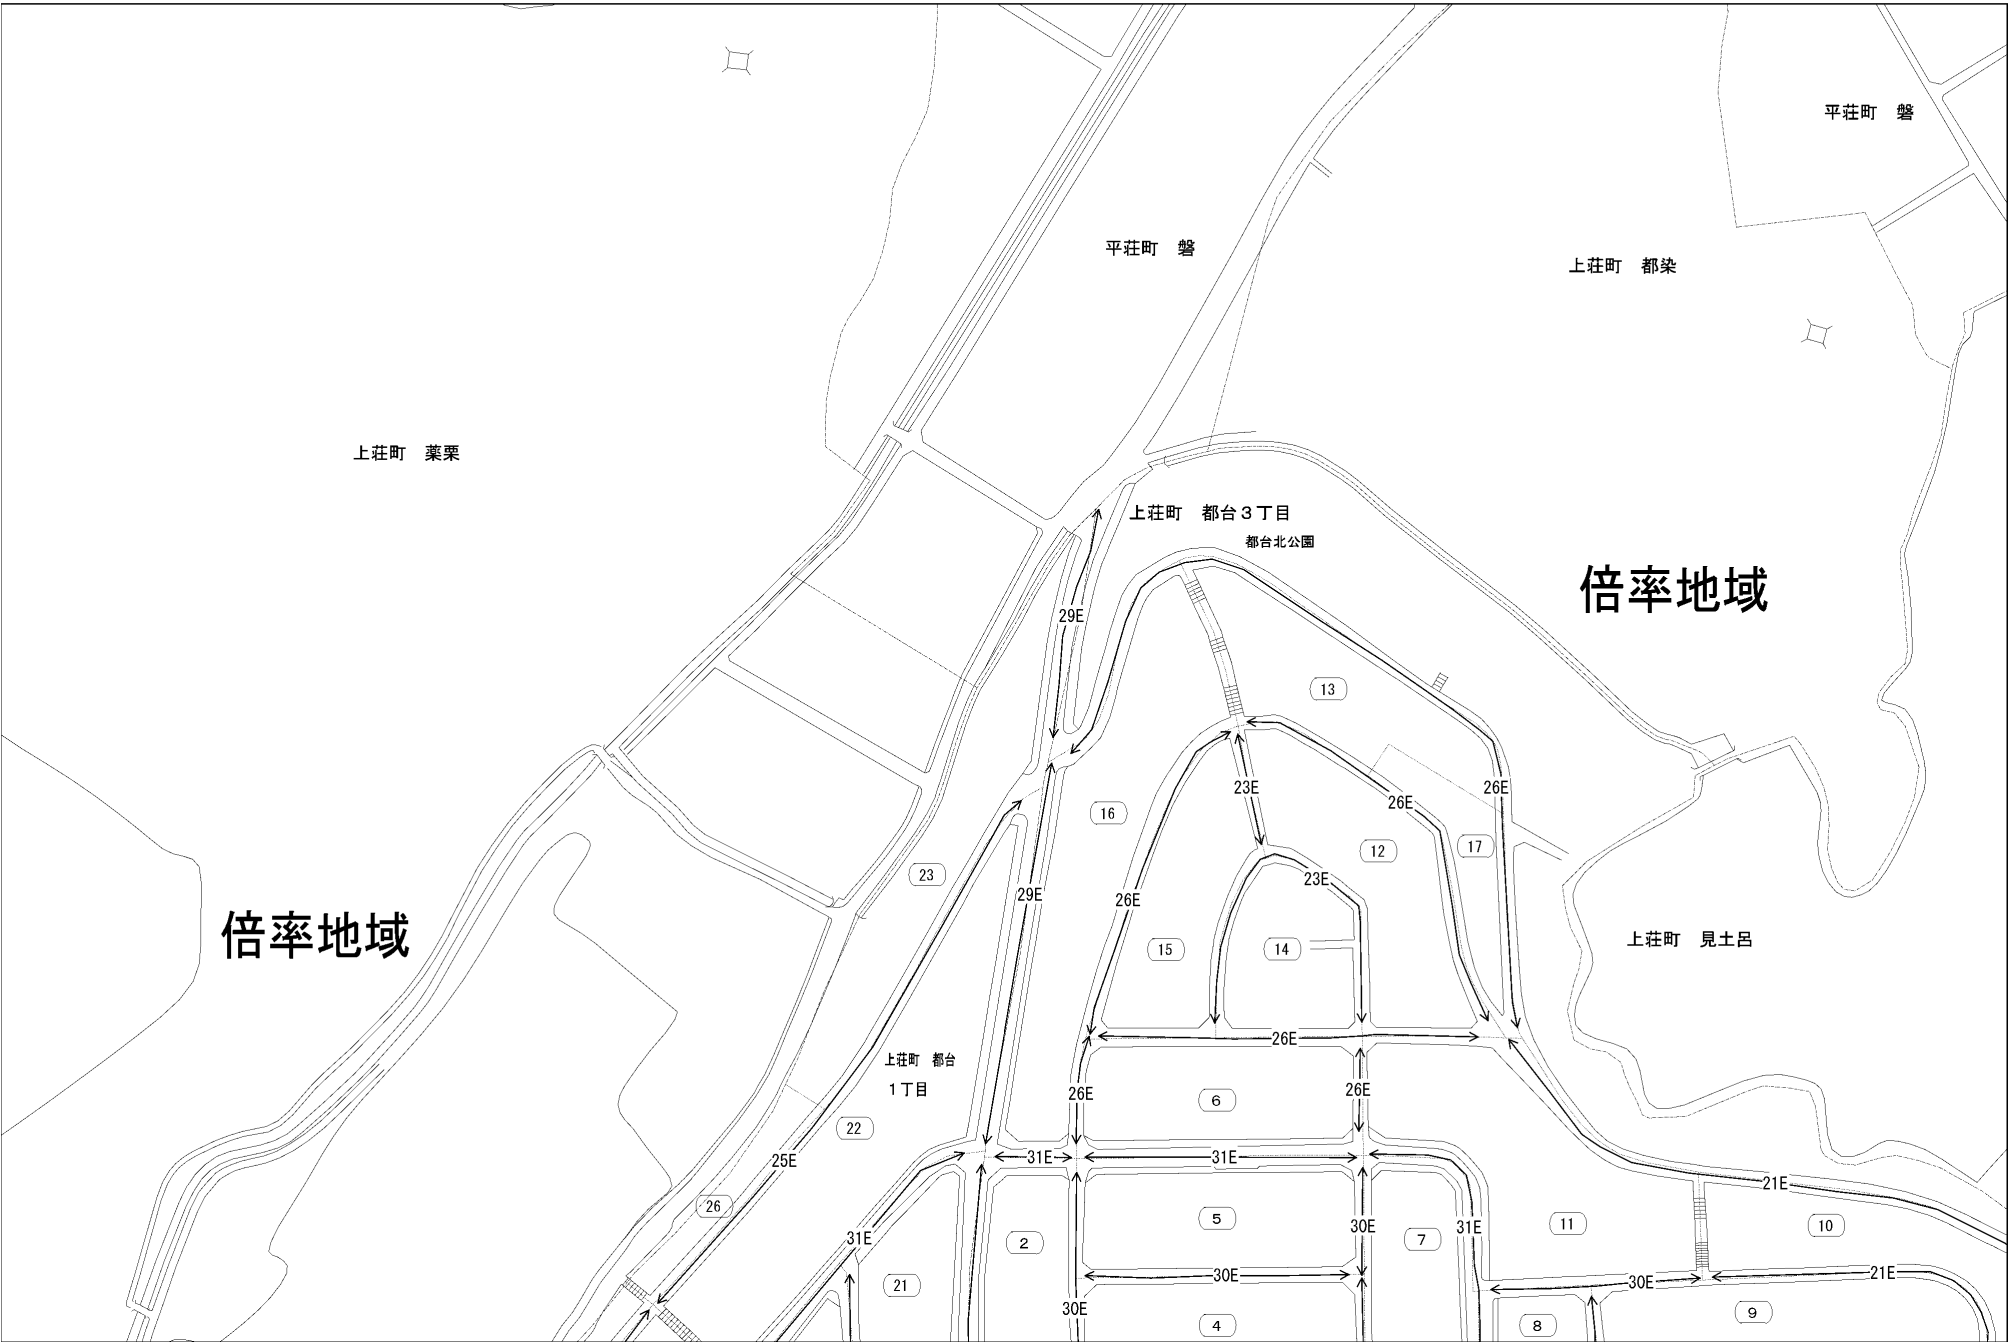 平荘町　磐
平荘町　磐
上荘町　都染
上荘町　薬栗
上荘町　都台３丁目
都台北公園
倍率地域
29E
13
23E
26E
26E
16
17
12
23
23E
29E
26E
倍率地域
15
14
上荘町　見土呂
26E
上荘町　都台
１丁目
26E
26E
6
22
31E
31E
25E
21E
26
5
30E
31E
11
10
31E
2
7
30E
30E
21E
21
30E
9
4
8